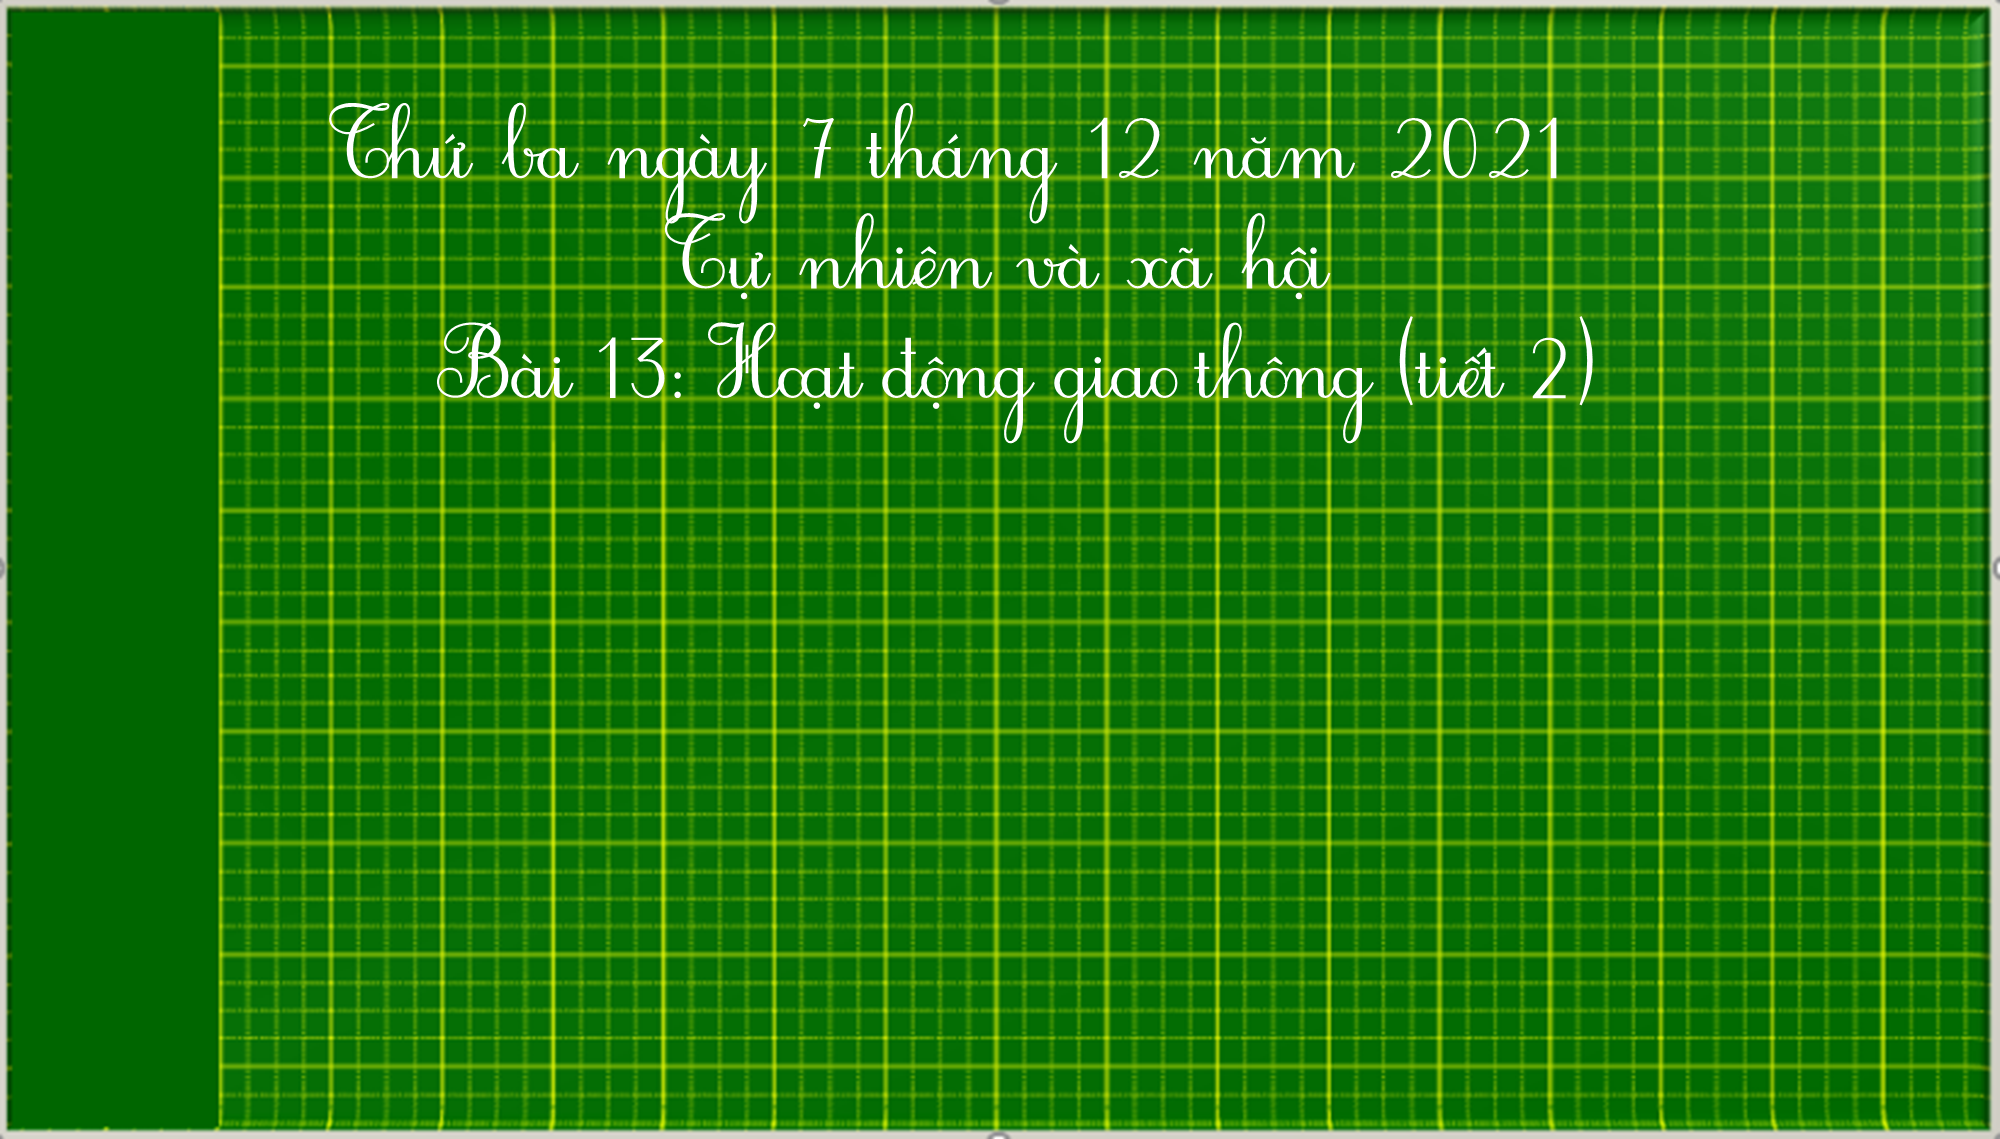 Thứ ba ngày 7 tháng 12 năm 2021
Tự nhiên và xã hội
Bài 13: Hoạt động giao thông (tiết 2)